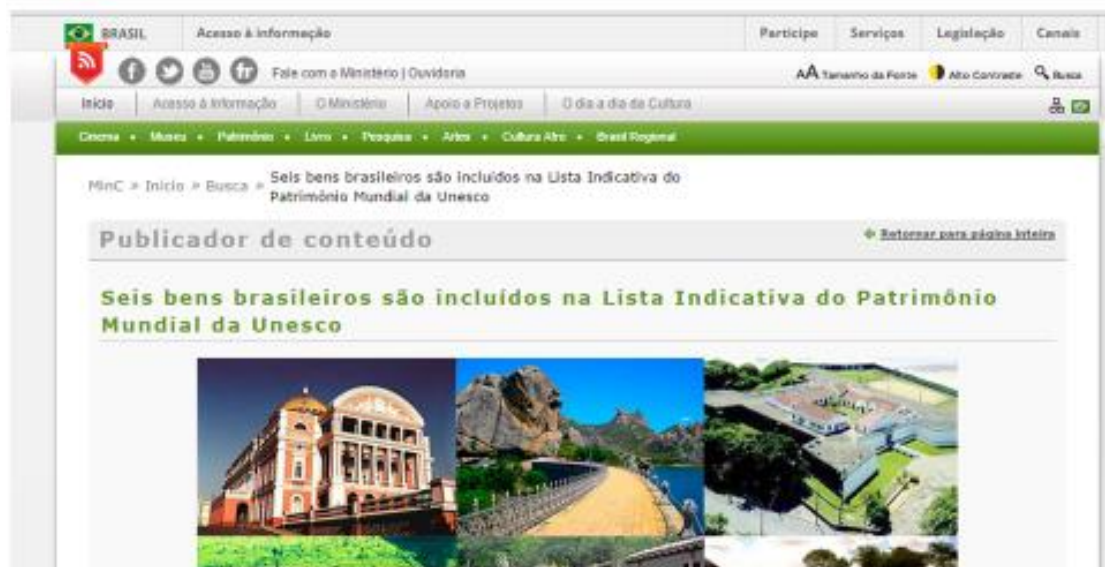 BRASIL Acesso à informação Participe Serviços Legislação Canais
Fale com o Ministério | Ouvidoria AA Tamanho da Fonte Alto Contraste Busca
Início Acesso à Informação O Ministério Apoio a Projetos O dia a dia da Cultura
Cinema • Museu • Patrimônio • Livro • Pesquisa • Artes • Cultura Afro • Brasil Regional
MinC » Início » Busca » Seis bens brasileiros são incluídos na Lista Indicativa do
Patrimônio Mundial da Unesco
Publicador de conteúdo Retornar para página inteira
Seis bens brasileiros são incluídos na Lista Indicativa do Patrimônio
Mundial da Unesco